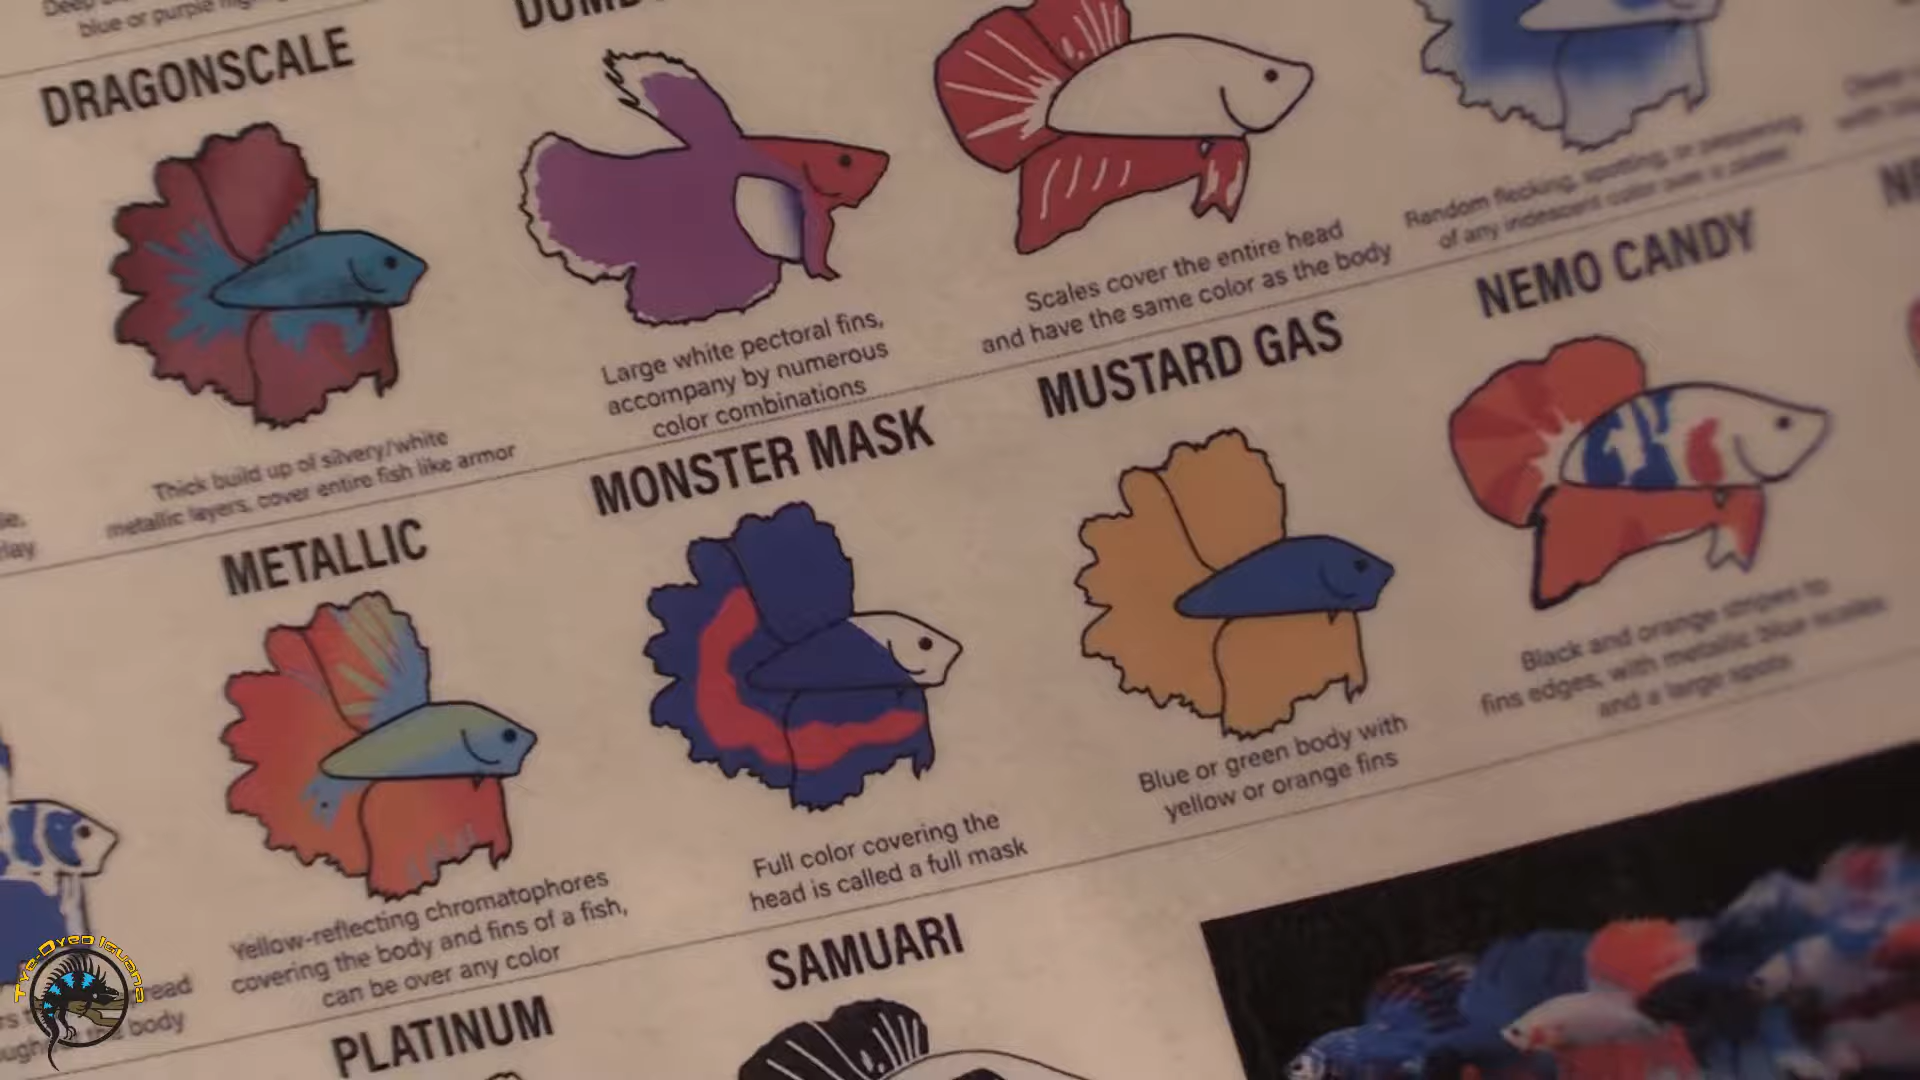 blue or purple
DRAGONSCALE
Thick build up of silvery/white
metallic layers, cover entire fish like armor
Large white pectoral fins,
accompany by numerous
color combinations
Scales cover the entire head
and have the same color as the body
Random flecking, spotting, or peppering
of any iridescent color over a
METALLIC
Yellow-reflecting chromatophores
covering the body and fins of a fish,
can be over any color
MONSTER MASK
Full color covering the
head is called a full mask
MUSTARD GAS
Blue or green body with
yellow or orange fins
NEMO CANDY
Black and orange stripes to
fins edges, with metallic blue scales
and a large spots
body
PLATINUM
SAMUARI
Tye-Dyed Iguana